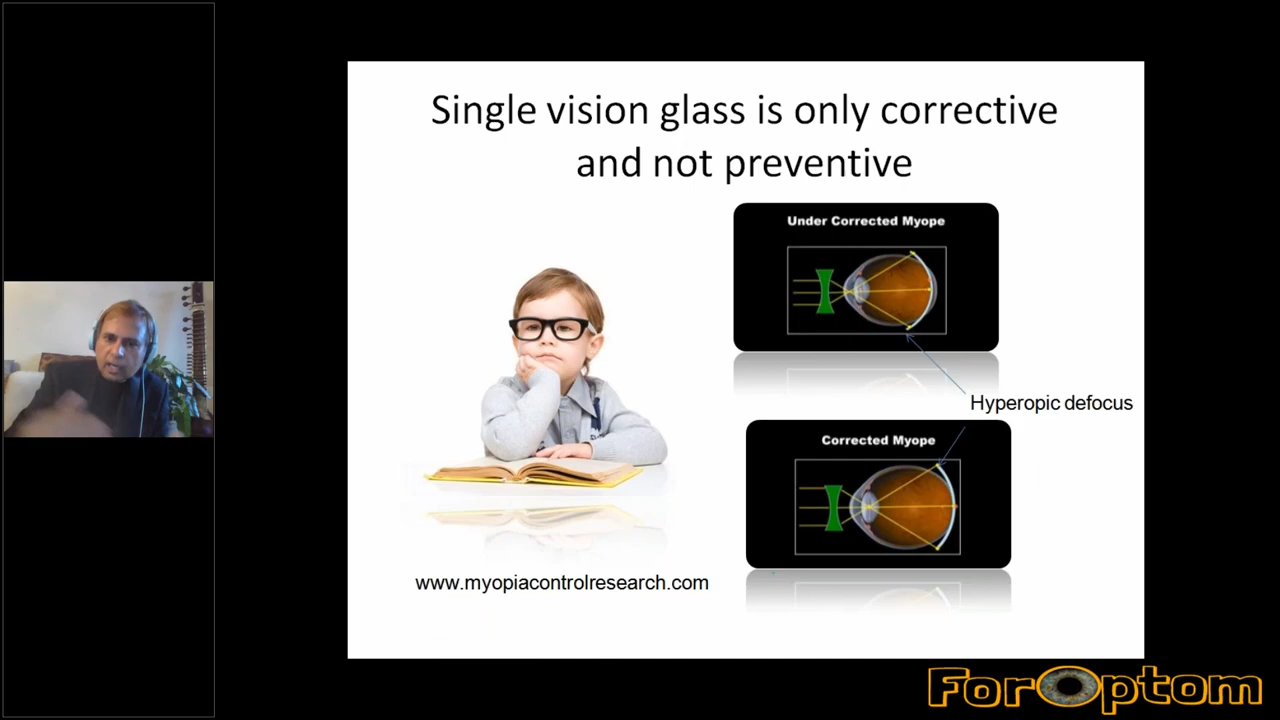 Single vision glass is only corrective
and not preventive
Under Corrected Myope
Hyperopic defocus
Corrected Myope
www.myopiacontrolresearch.com
ForOptom